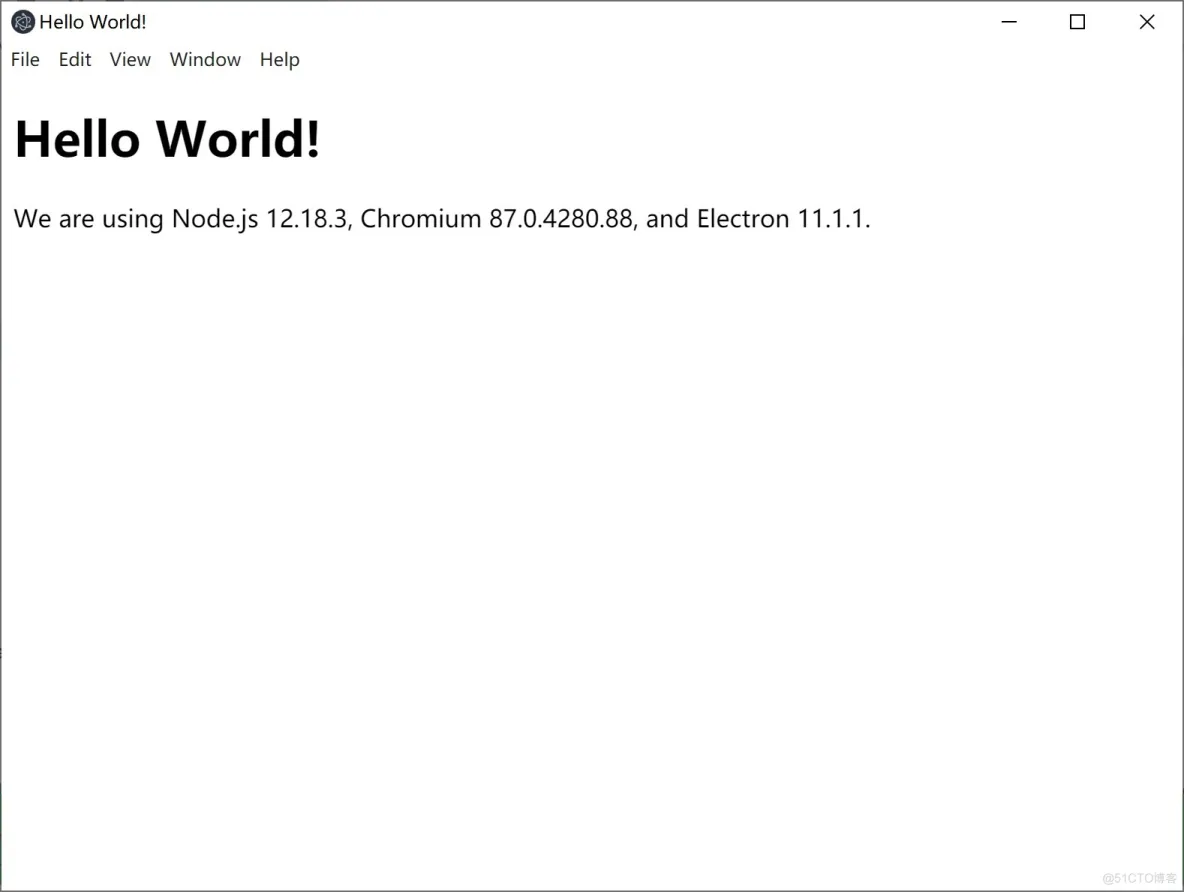 Hello World!
File Edit View Window Help
Hello World!
We are using Node.js 12.18.3, Chromium 87.0.4280.88, and Electron 11.1.1.
@51CTO博客